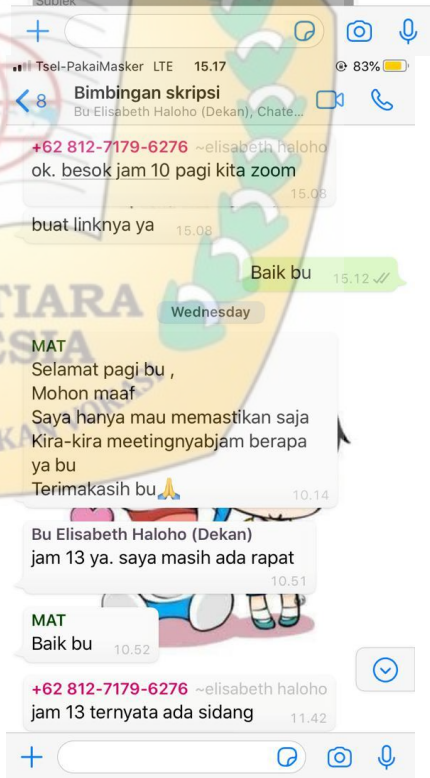 Subjek
Tsel-PakaiMasker LTE 15.17 83%
8 Bimbingan skripsi
Bu Elisabeth Haloho (Dekan), Chate...
+62 812-7179-6276 ~elisabeth haloho
ok. besok jam 10 pagi kita zoom
15.08
buat linknya ya 15.08
Baik bu 15.12
Wednesday
TIARA
ESIA
KAN VOKASI
MAT
Selamat pagi bu ,
Mohon maaf
Saya hanya mau memastikan saja
Kira-kira meetingnyabjam berapa
ya bu
Terimakasih bu🙏 10.14
Bu Elisabeth Haloho (Dekan)
jam 13 ya. saya masih ada rapat
10.51
MAT
Baik bu 10.52
+62 812-7179-6276 ~elisabeth haloho
jam 13 ternyata ada sidang 11.42